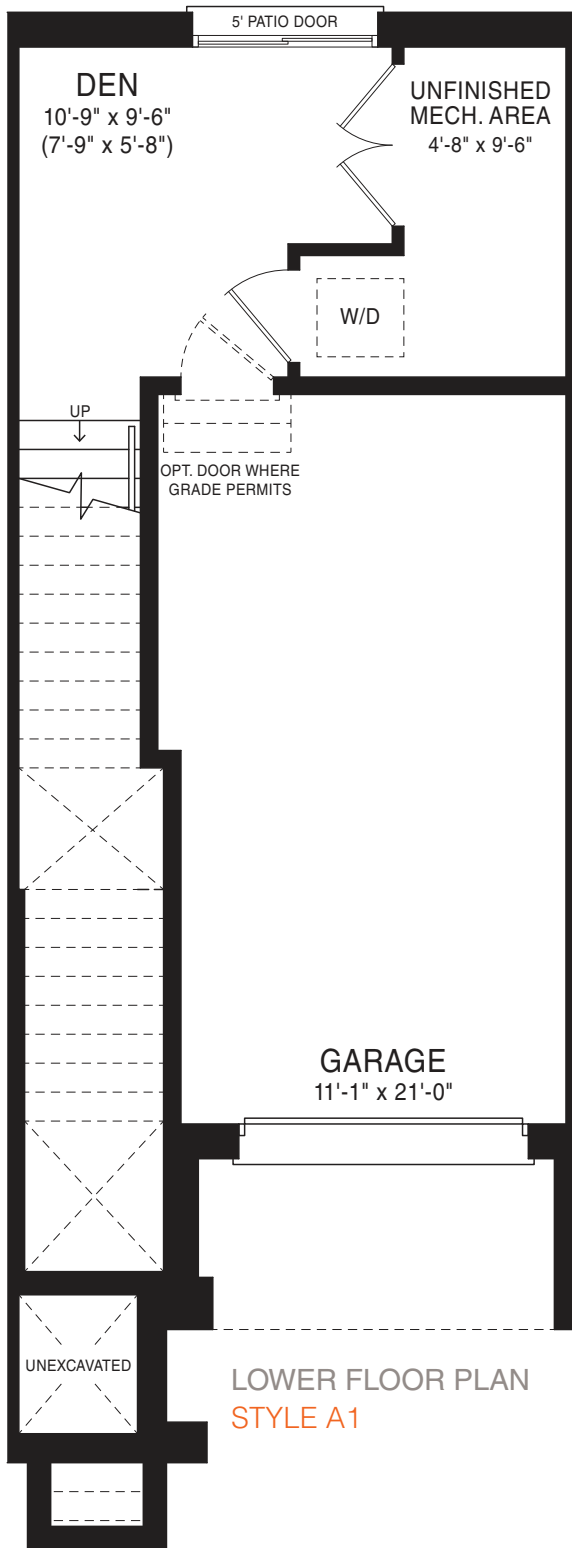 5' PATIO DOOR
DEN
10'-9" x 9'-6"
(7'-9" x 5'-8")
UNFINISHED
MECH. AREA
4'-8" x 9'-6"
W/D
UP
OPT. DOOR WHERE
GRADE PERMITS
GARAGE
11'-1" x 21'-0"
UNEXCAVATED
LOWER FLOOR PLAN
STYLE A1